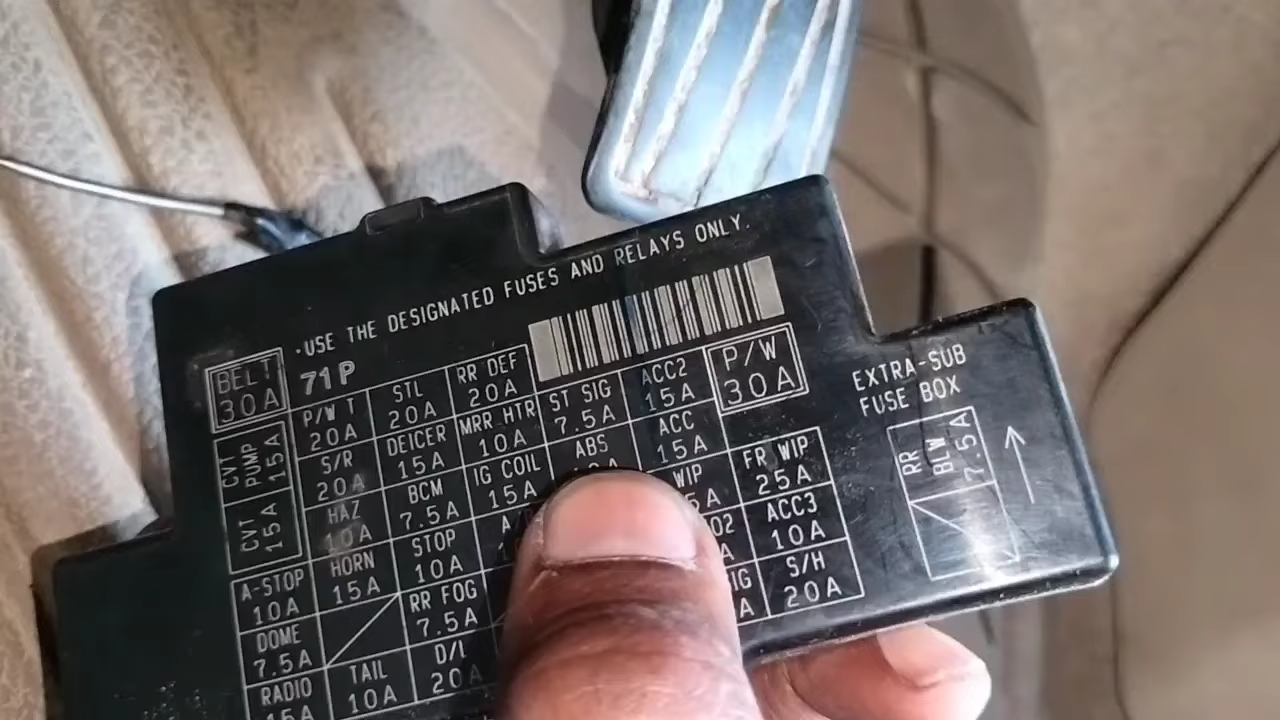 ·USE THE DESIGNATED FUSES AND RELAYS ONLY.
71P
BELT
30A
CVT
PUMP
15A
CVT
15A
A-STOP
10A
DOME
7.5A
RADIO
15A
P/W T
20A
S/R
20A
HAZ
10A
HORN
15A
TAIL
10A
STL
20A
DEICER
15A
BCM
7.5A
STOP
10A
RR FOG
7.5A
D/L
20A
RR DEF
20A
MRR HTR
10A
IG COIL
15A
ST SIG
7.5A
ABS
ACC2
15A
ACC
15A
WIP
P/W
30A
FR WIP
25A
ACC3
10A
S/H
20A
EXTRA-SUB
FUSE BOX
RR
BLW
7.5A